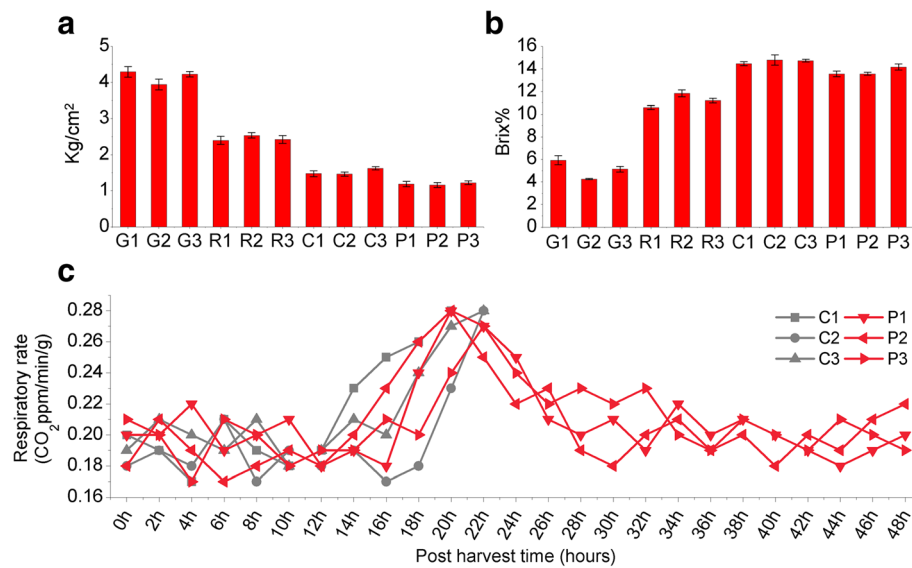 a
Kg/cm²
5
4
3
2
1
0
G1 G2 G3 R1 R2 R3 C1 C2 C3 P1 P2 P3
b
Brix%
16
14
12
10
8
6
4
2
0
G1 G2 G3 R1 R2 R3 C1 C2 C3 P1 P2 P3
c
Respiratory rate
(CO₂ppm/min/g)
0.28
0.26
0.24
0.22
0.20
0.18
0.16
C1 P1
C2 P2
C3 P3
0h 2h 4h 6h 8h 10h 12h 14h 16h 18h 20h 22h 24h 26h 28h 30h 32h 34h 36h 38h 40h 42h 44h 46h 48h
Post harvest time (hours)